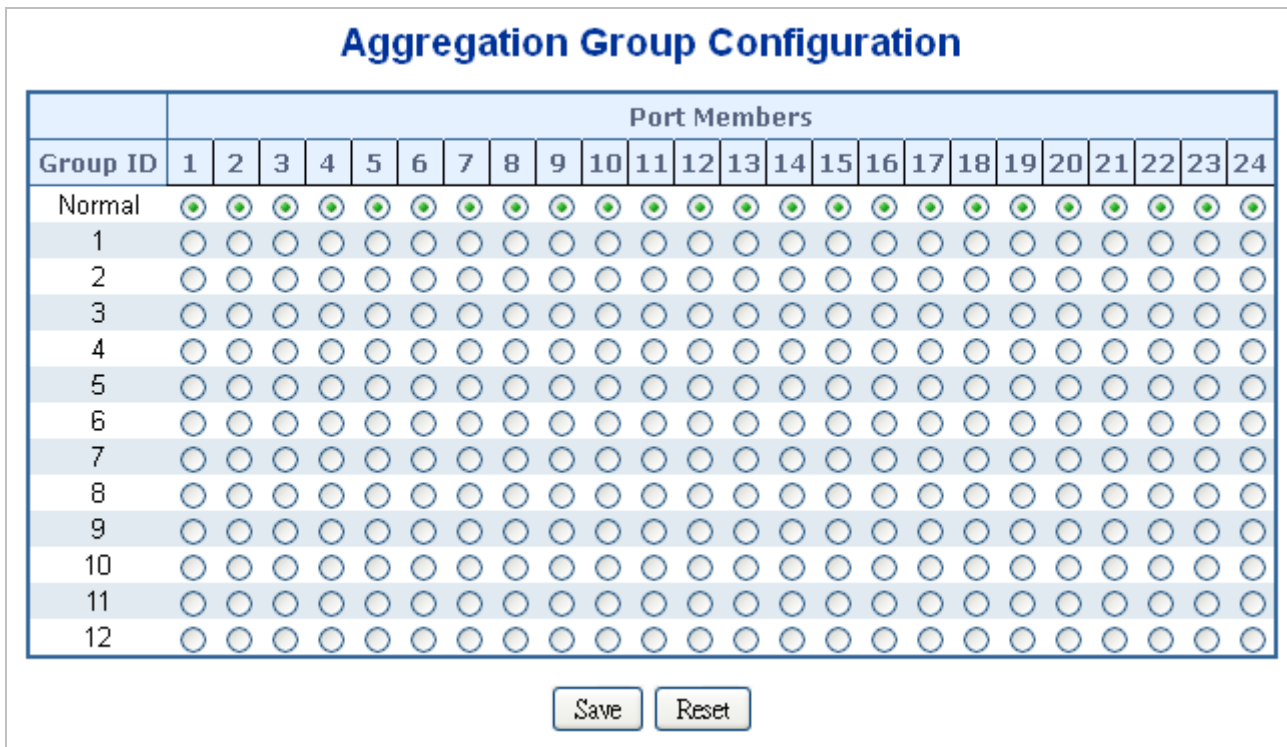 Aggregation Group Configuration
Port Members
Group ID 1 2 3 4 5 6 7 8 9 10 11 12 13 14 15 16 17 18 19 20 21 22 23 24
Normal
1
2
3
4
5
6
7
8
9
10
11
12
Save Reset